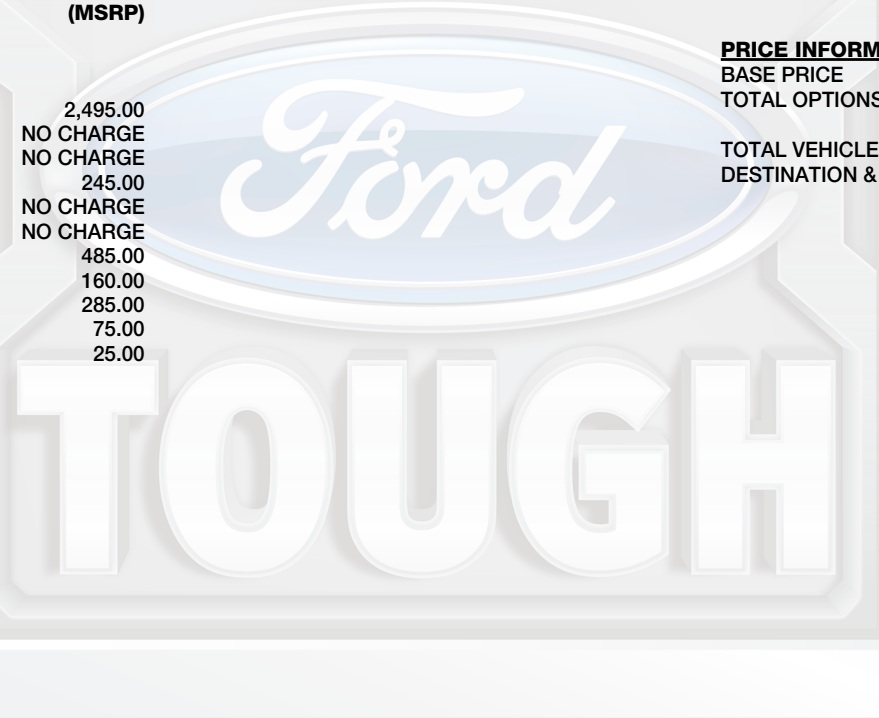 (MSRP)
2,495.00
NO CHARGE
NO CHARGE
245.00
NO CHARGE
NO CHARGE
485.00
160.00
285.00
75.00
25.00
PRICE INFORM
BASE PRICE
TOTAL OPTIONS
TOTAL VEHICLE
DESTINATION &
Ford
TOUGH